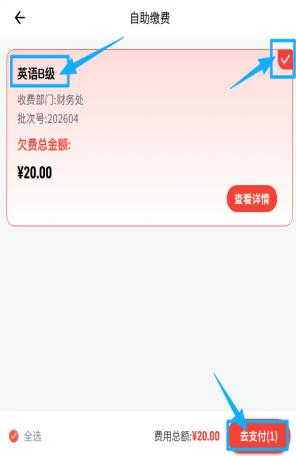 自助缴费
英语B级
收费部门:财务处
批次号:202604
欠费总金额:
¥20.00
查看详情
全选
费用总额:¥20.00
去支付(1)